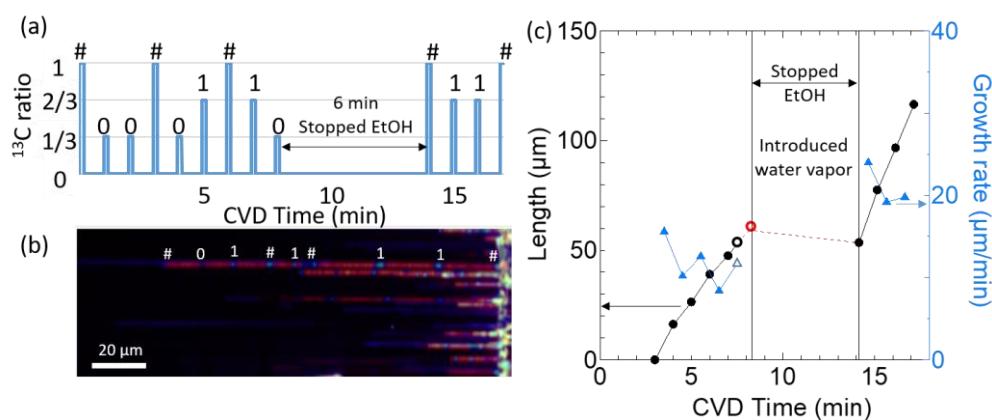 (a)
# # # # #
1 1 1 1
0 0 0 0
¹³C ratio
1
2/3
1/3
0
6 min
Stopped EtOH
5 10 15
CVD Time (min)
(b)
# 0 1 # 1 # 1 1 #
20 µm
(c)
Length (µm)
150
100
50
0
Stopped
EtOH
Introduced
water vapor
0 5 10 15
CVD Time (min)
40
30
20
10
0
Growth rate (µm/min)